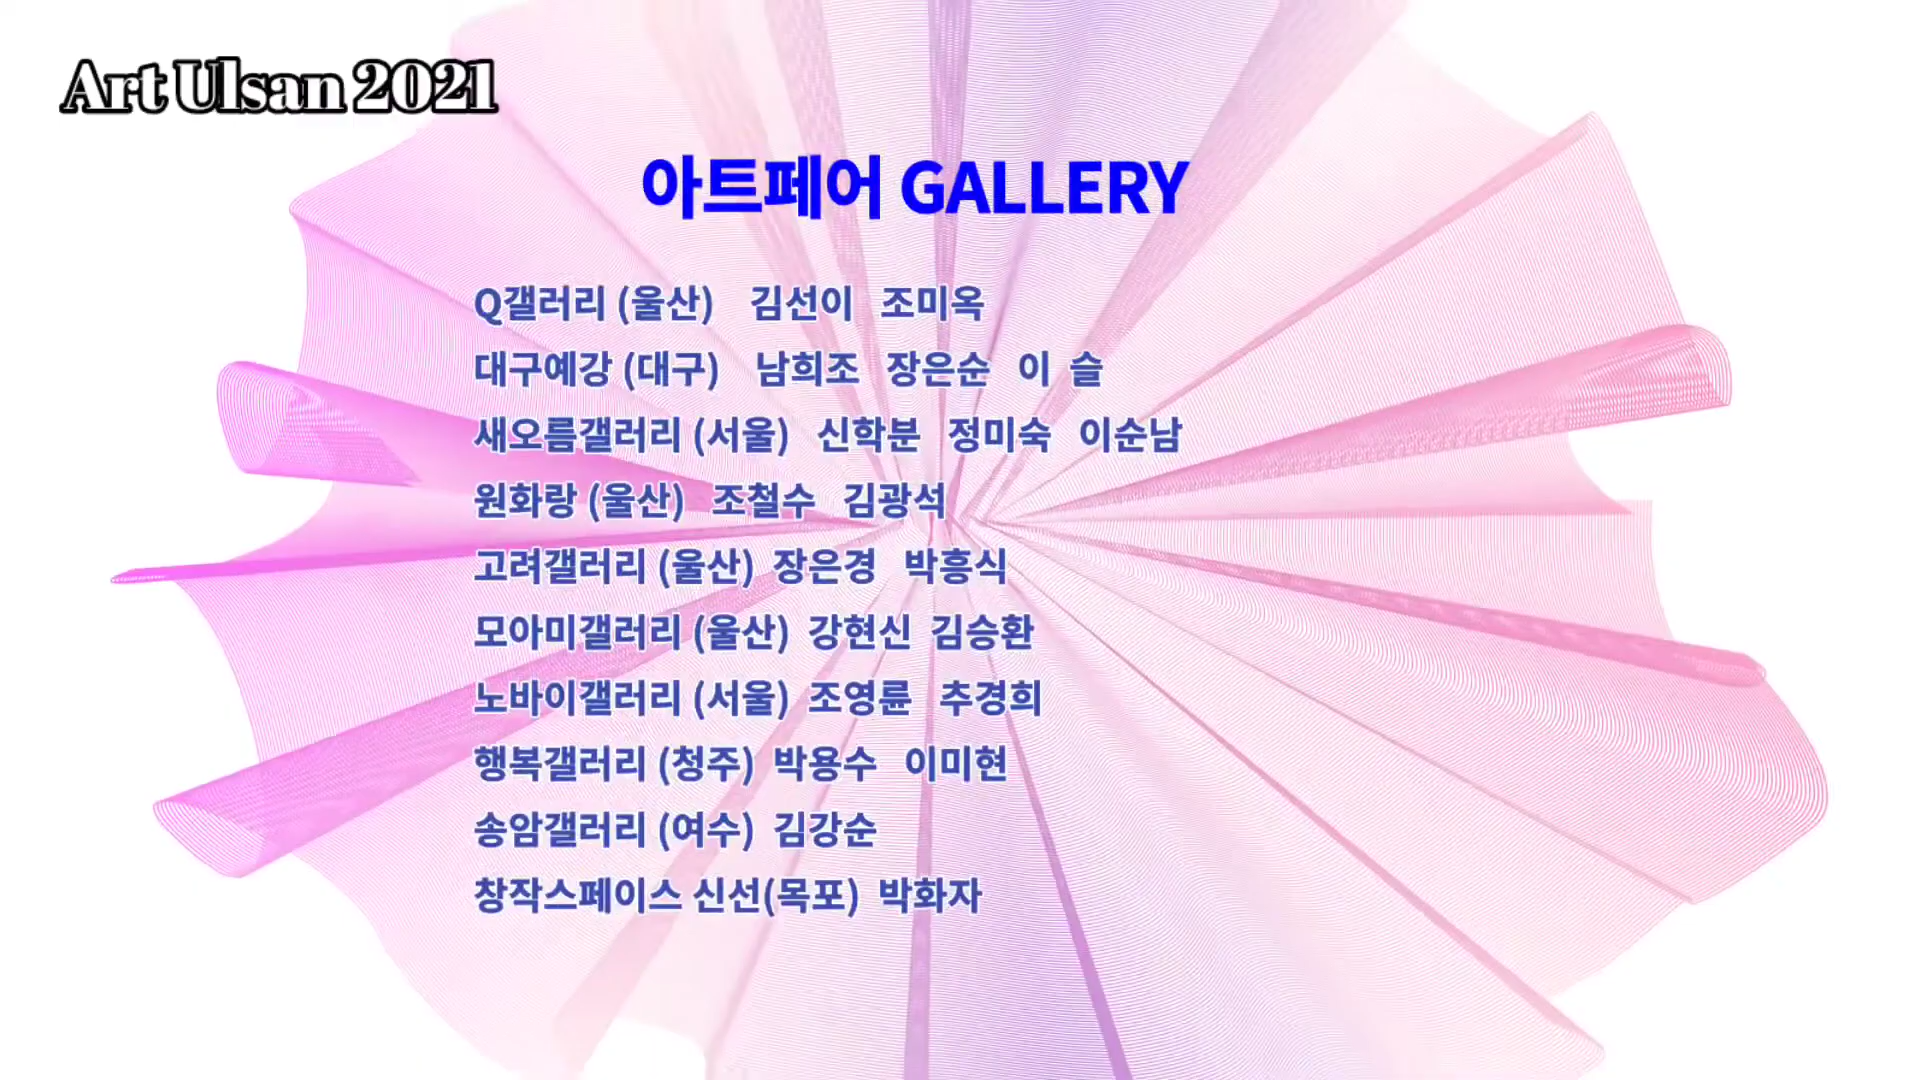 Art Ulsan 2021
아트페어 GALLERY
Q갤러리 (울산) 김선이 조미옥
대구예강 (대구) 남희조 장은순 이 슬
새오름갤러리 (서울) 신학분 정미숙 이순남
원화랑 (울산) 조철수 김광석
고려갤러리 (울산) 장은경 박흥식
모아미갤러리 (울산) 강현신 김승환
노바이갤러리 (서울) 조영륜 추경희
행복갤러리 (청주) 박용수 이미현
송암갤러리 (여수) 김강순
창작스페이스 신선(목포) 박화자